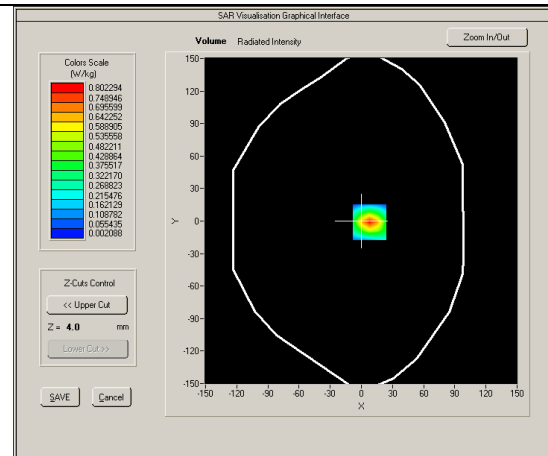 SAR Visualisation Graphical Interface
Volume Radiated Intensity
Zoom In/Out
Colors Scale
(W/kg)
0.802294
0.748946
0.695599
0.642252
0.588905
0.535558
0.482211
0.428864
0.375517
0.322170
0.268823
0.215476
0.162129
0.108782
0.055435
0.002088
Z-Cuts Control
<< Upper Cut
Z = 4.0 mm
Lower Cut >>
SAVE
Cancel
150
120
90
60
30
0
-30
-60
-90
-120
-150
Y
-150 -120 -90 -60 -30 0 30 60 90 120 150
X